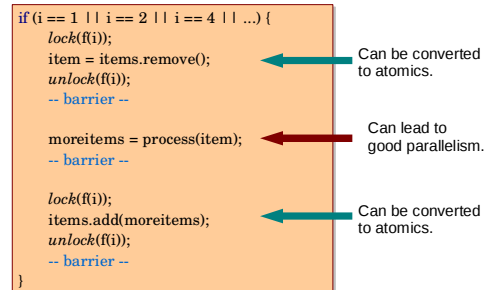 if (i == 1 || i == 2 || i == 4 || ...) {
lock(f(i));
item = items.remove();
unlock(f(i));
-- barrier --
moreitems = process(item);
-- barrier --
lock(f(i));
items.add(moreitems);
unlock(f(i));
-- barrier --
}
Can be converted
to atomics.
Can lead to
good parallelism.
Can be converted
to atomics.